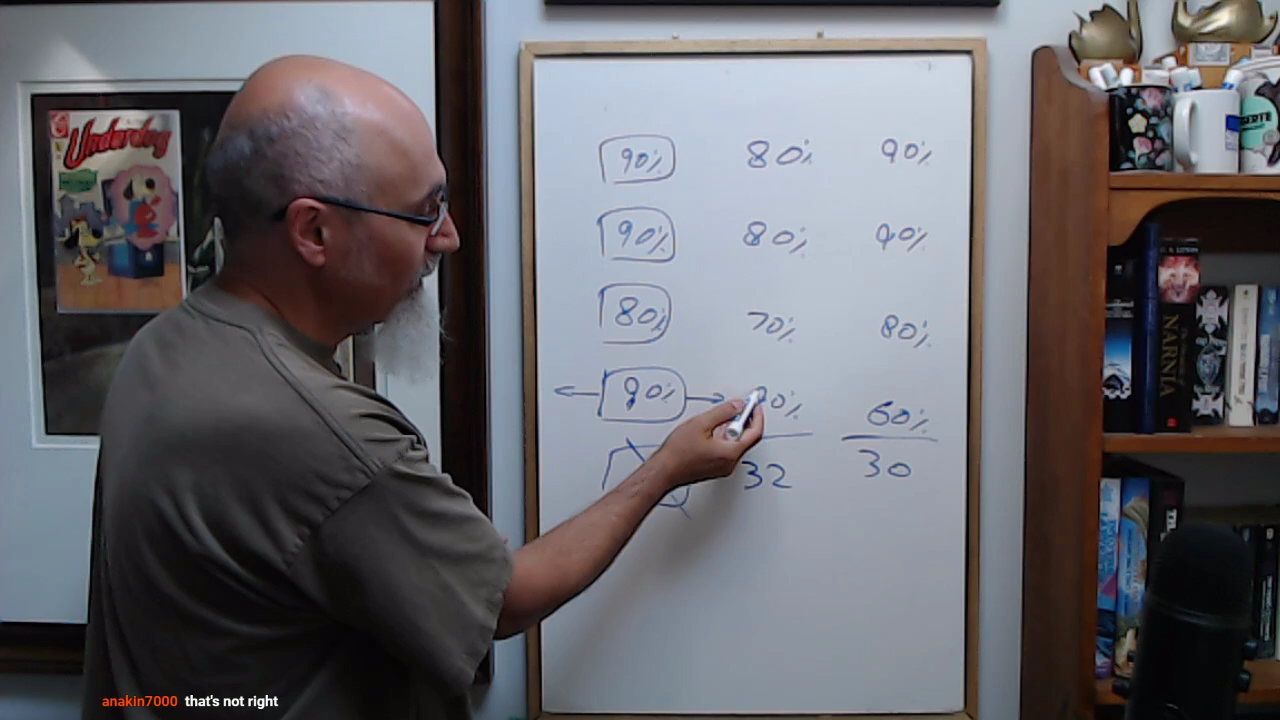 Underdog
90% 80% 90%
90% 80% 90%
80% 70% 80%
90% 60%
32 30
NARNIA
anakin7000 that's not right